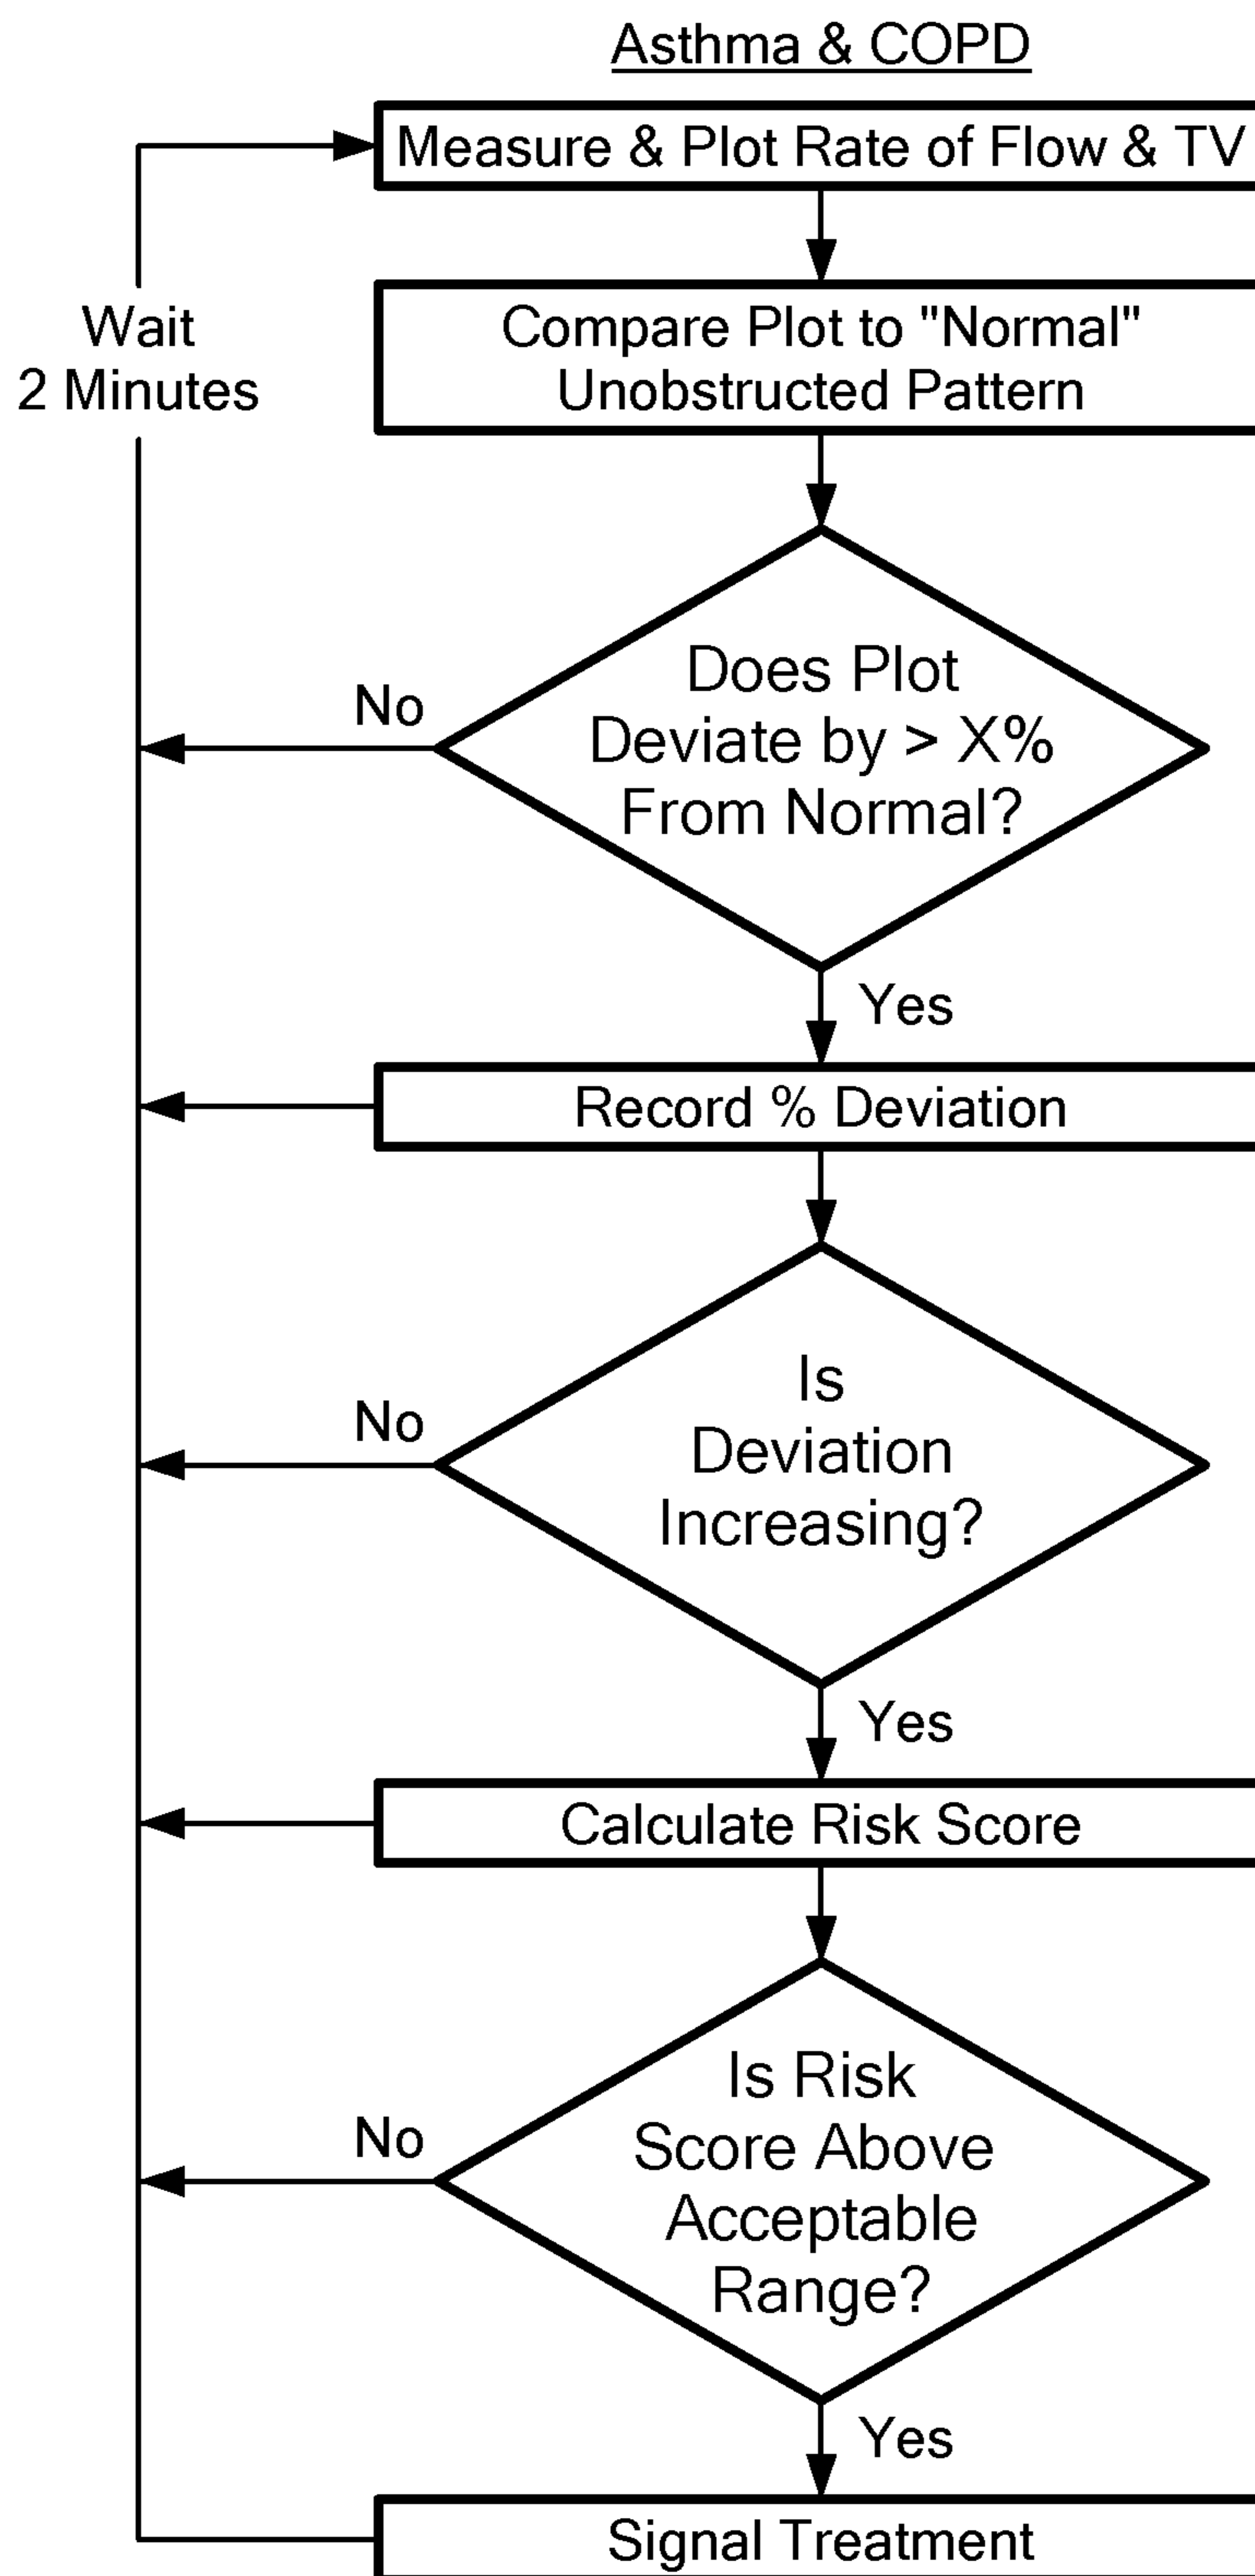 Asthma & COPD
Measure & Plot Rate of Flow & TV
Wait
2 Minutes
Compare Plot to "Normal"
Unobstructed Pattern
Does Plot
Deviate by > X%
From Normal?
No
Yes
Record % Deviation
Is
Deviation
Increasing?
No
Yes
Calculate Risk Score
Is Risk
Score Above
Acceptable
Range?
No
Yes
Signal Treatment